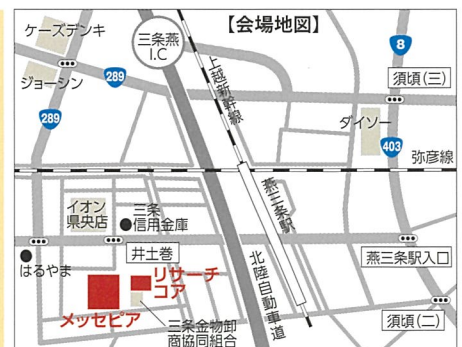 【会場地図】
ケーズデンキ
三条燕
I.C
8
289
ジョーシン
上越新幹線
須頃(三)
289
ダイソー
403
弥彦線
イオン
県央店
三条
信用金庫
燕三条駅
井土巻
北陸自動車道
燕三条駅入口
はるやま
リサーチ
コア
メッセピア
三条金物卸
商協同組合
須頃(二)